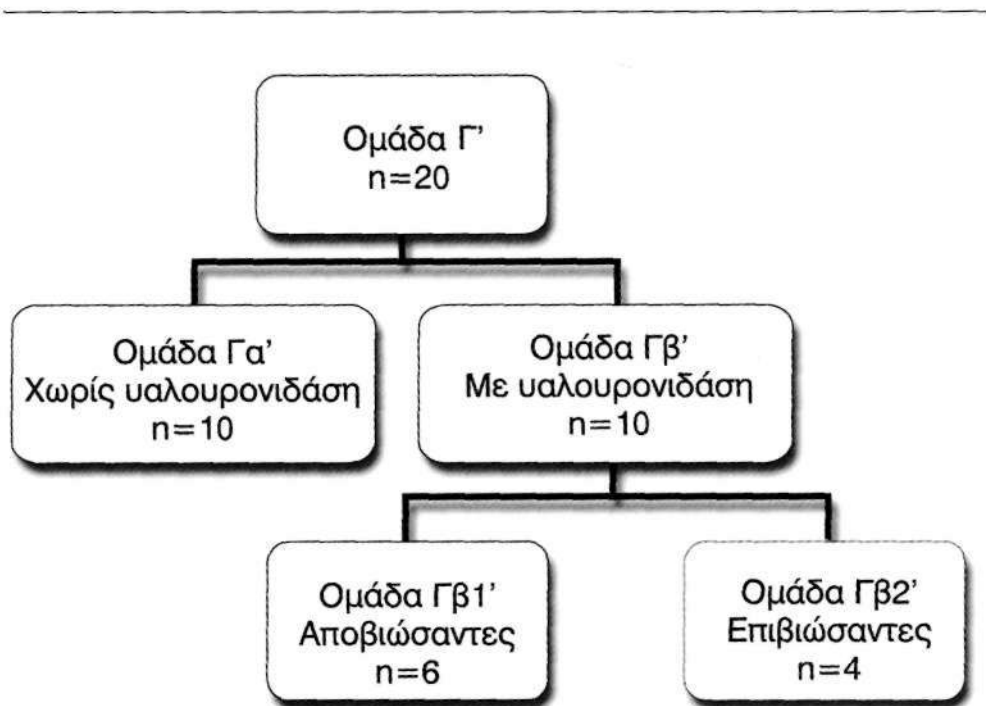 Ομάδα Γ'
n=20
Ομάδα Γα'
Χωρίς υαλουρονιδάση
n=10
Ομάδα Γβ'
Με υαλουρονιδάση
n=10
Ομάδα Γβ1'
Αποβιώσαντες
n=6
Ομάδα Γβ2'
Επιβιώσαντες
n=4